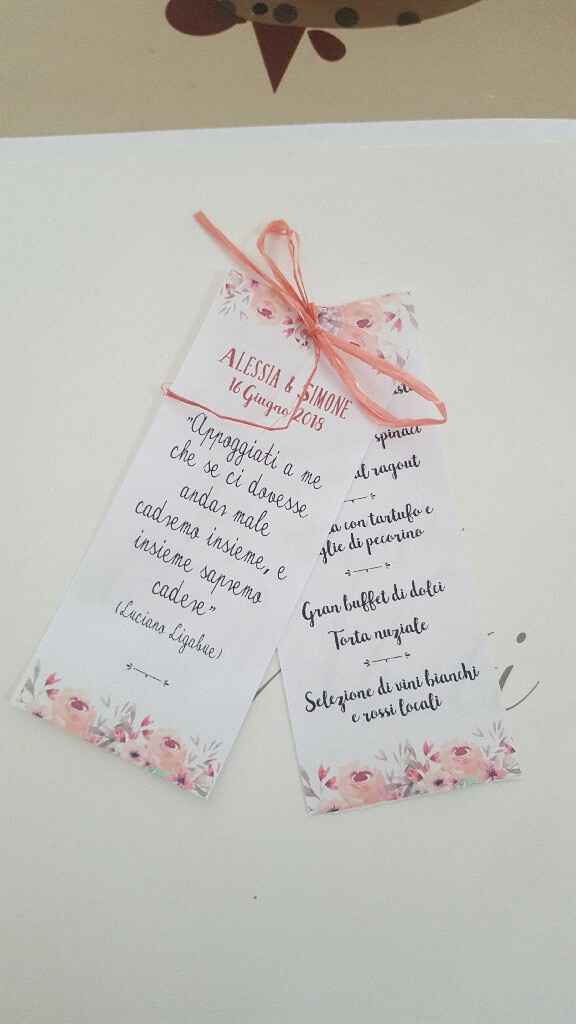 ALESSIA & SIMONE
16 Giugno 2018
"Appoggiati a me
che se ci dovesse
andar male
cadremo insieme, e
insieme sapremo
cadere"
(Luciano Ligabue)
spinaci
ragout
con tartufo e
di pecorino
Gran buffet di dolci
Torta nuziale
Selezione di vini bianchi
e rossi locali